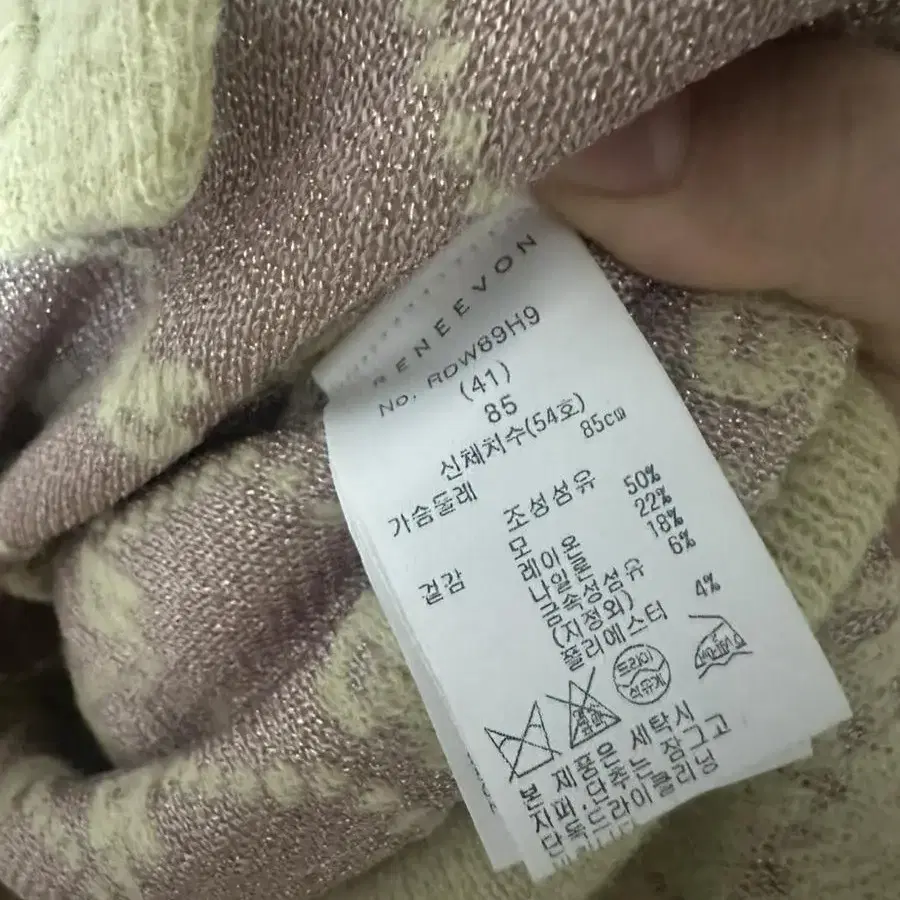 RENEEVON
No. RDW89H9
(41)
85
신체치수(54호)
가슴둘레 85cm
겉감 조성섬유
모 50%
레이온 22%
나일론 18%
금속성섬유 6%
(지정외)
폴리에스터 4%
드라이
석유계
본 제품은 세탁시
지퍼,단추는 잠그고
드라이클리닝